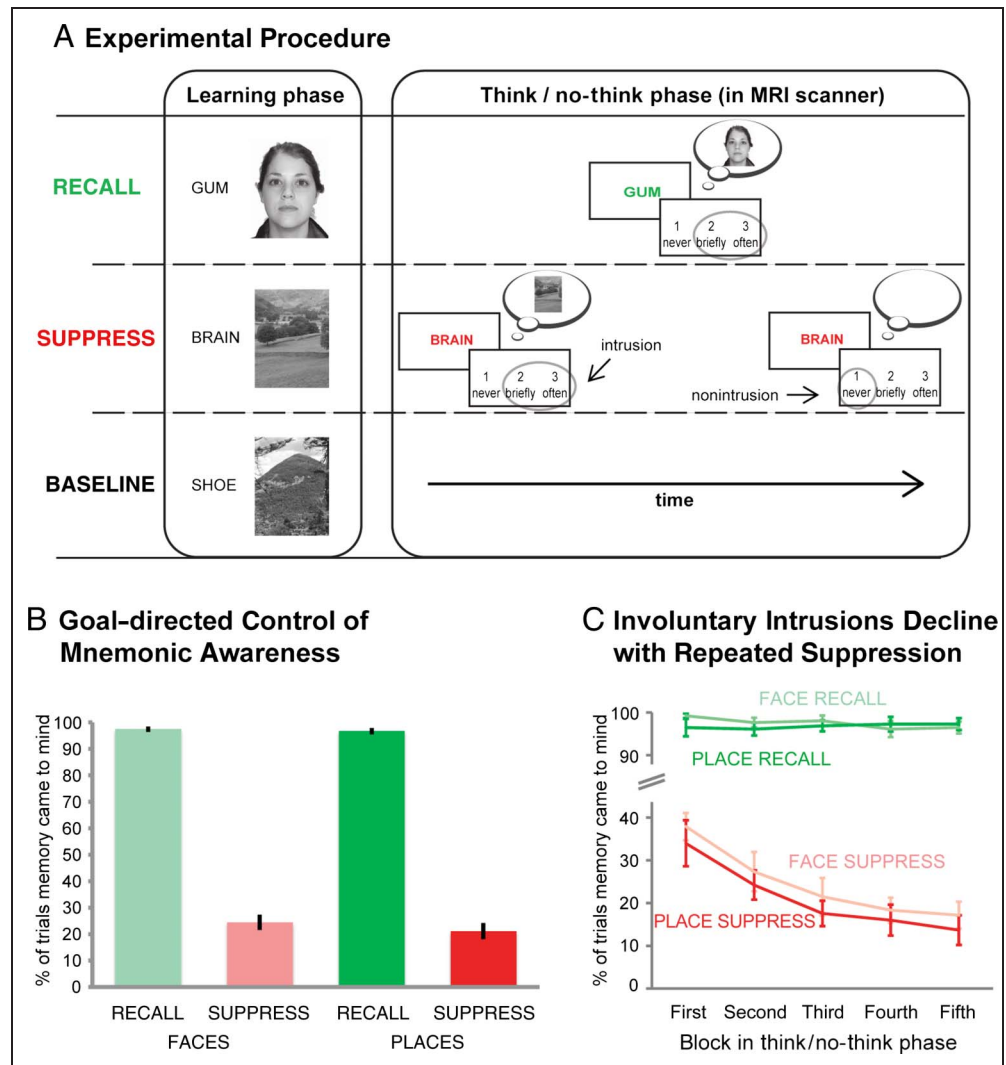 A Experimental Procedure
Learning phase
Think / no-think phase (in MRI scanner)
RECALL
GUM
GUM
1 2 3
never briefly often
SUPPRESS
BRAIN
BRAIN
1 2 3
never briefly often
intrusion
BRAIN
1 2 3
never briefly often
nonintrusion
BASELINE
SHOE
time
B Goal-directed Control of
Mnemonic Awareness
% of trials memory came to mind
100
90
80
70
60
50
40
30
20
10
0
RECALL SUPPRESS RECALL SUPPRESS
FACES PLACES
C Involuntary Intrusions Decline
with Repeated Suppression
% of trials memory came to mind
100
90
40
30
20
10
0
FACE RECALL
PLACE RECALL
FACE SUPPRESS
PLACE SUPPRESS
First Second Third Fourth Fifth
Block in think/no-think phase